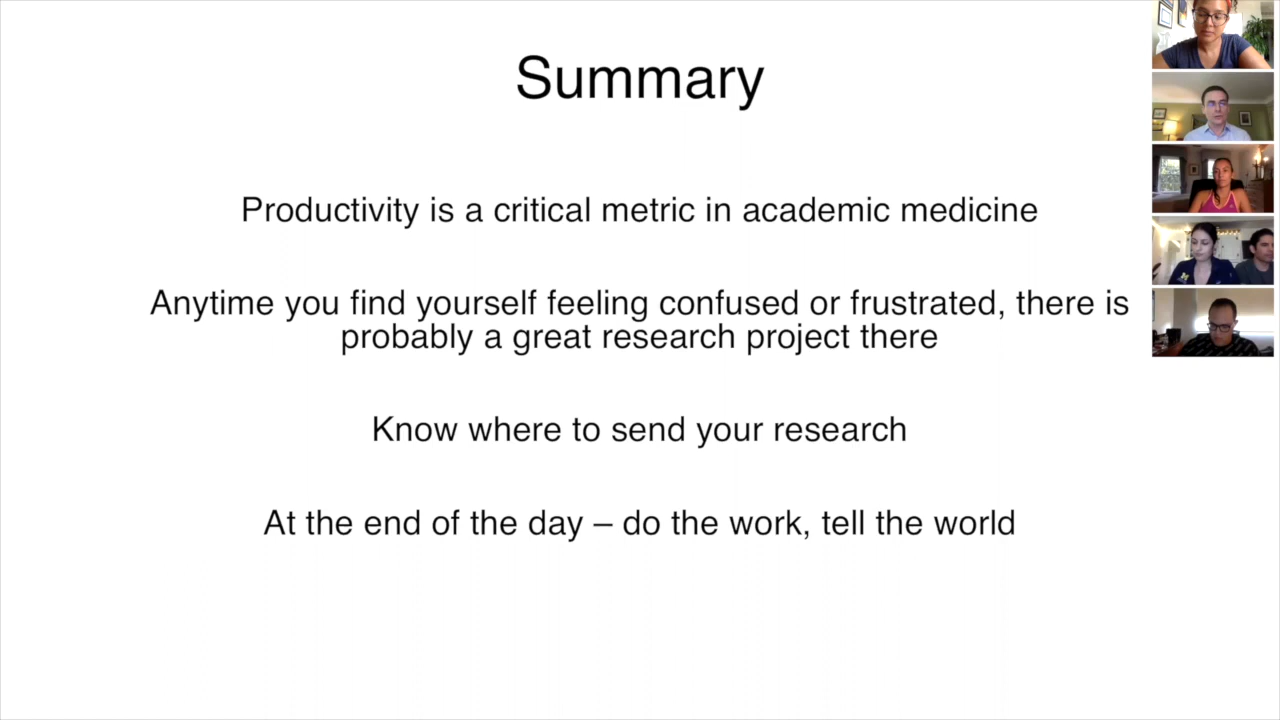 Summary
Productivity is a critical metric in academic medicine
Anytime you find yourself feeling confused or frustrated, there is
probably a great research project there
Know where to send your research
At the end of the day – do the work, tell the world